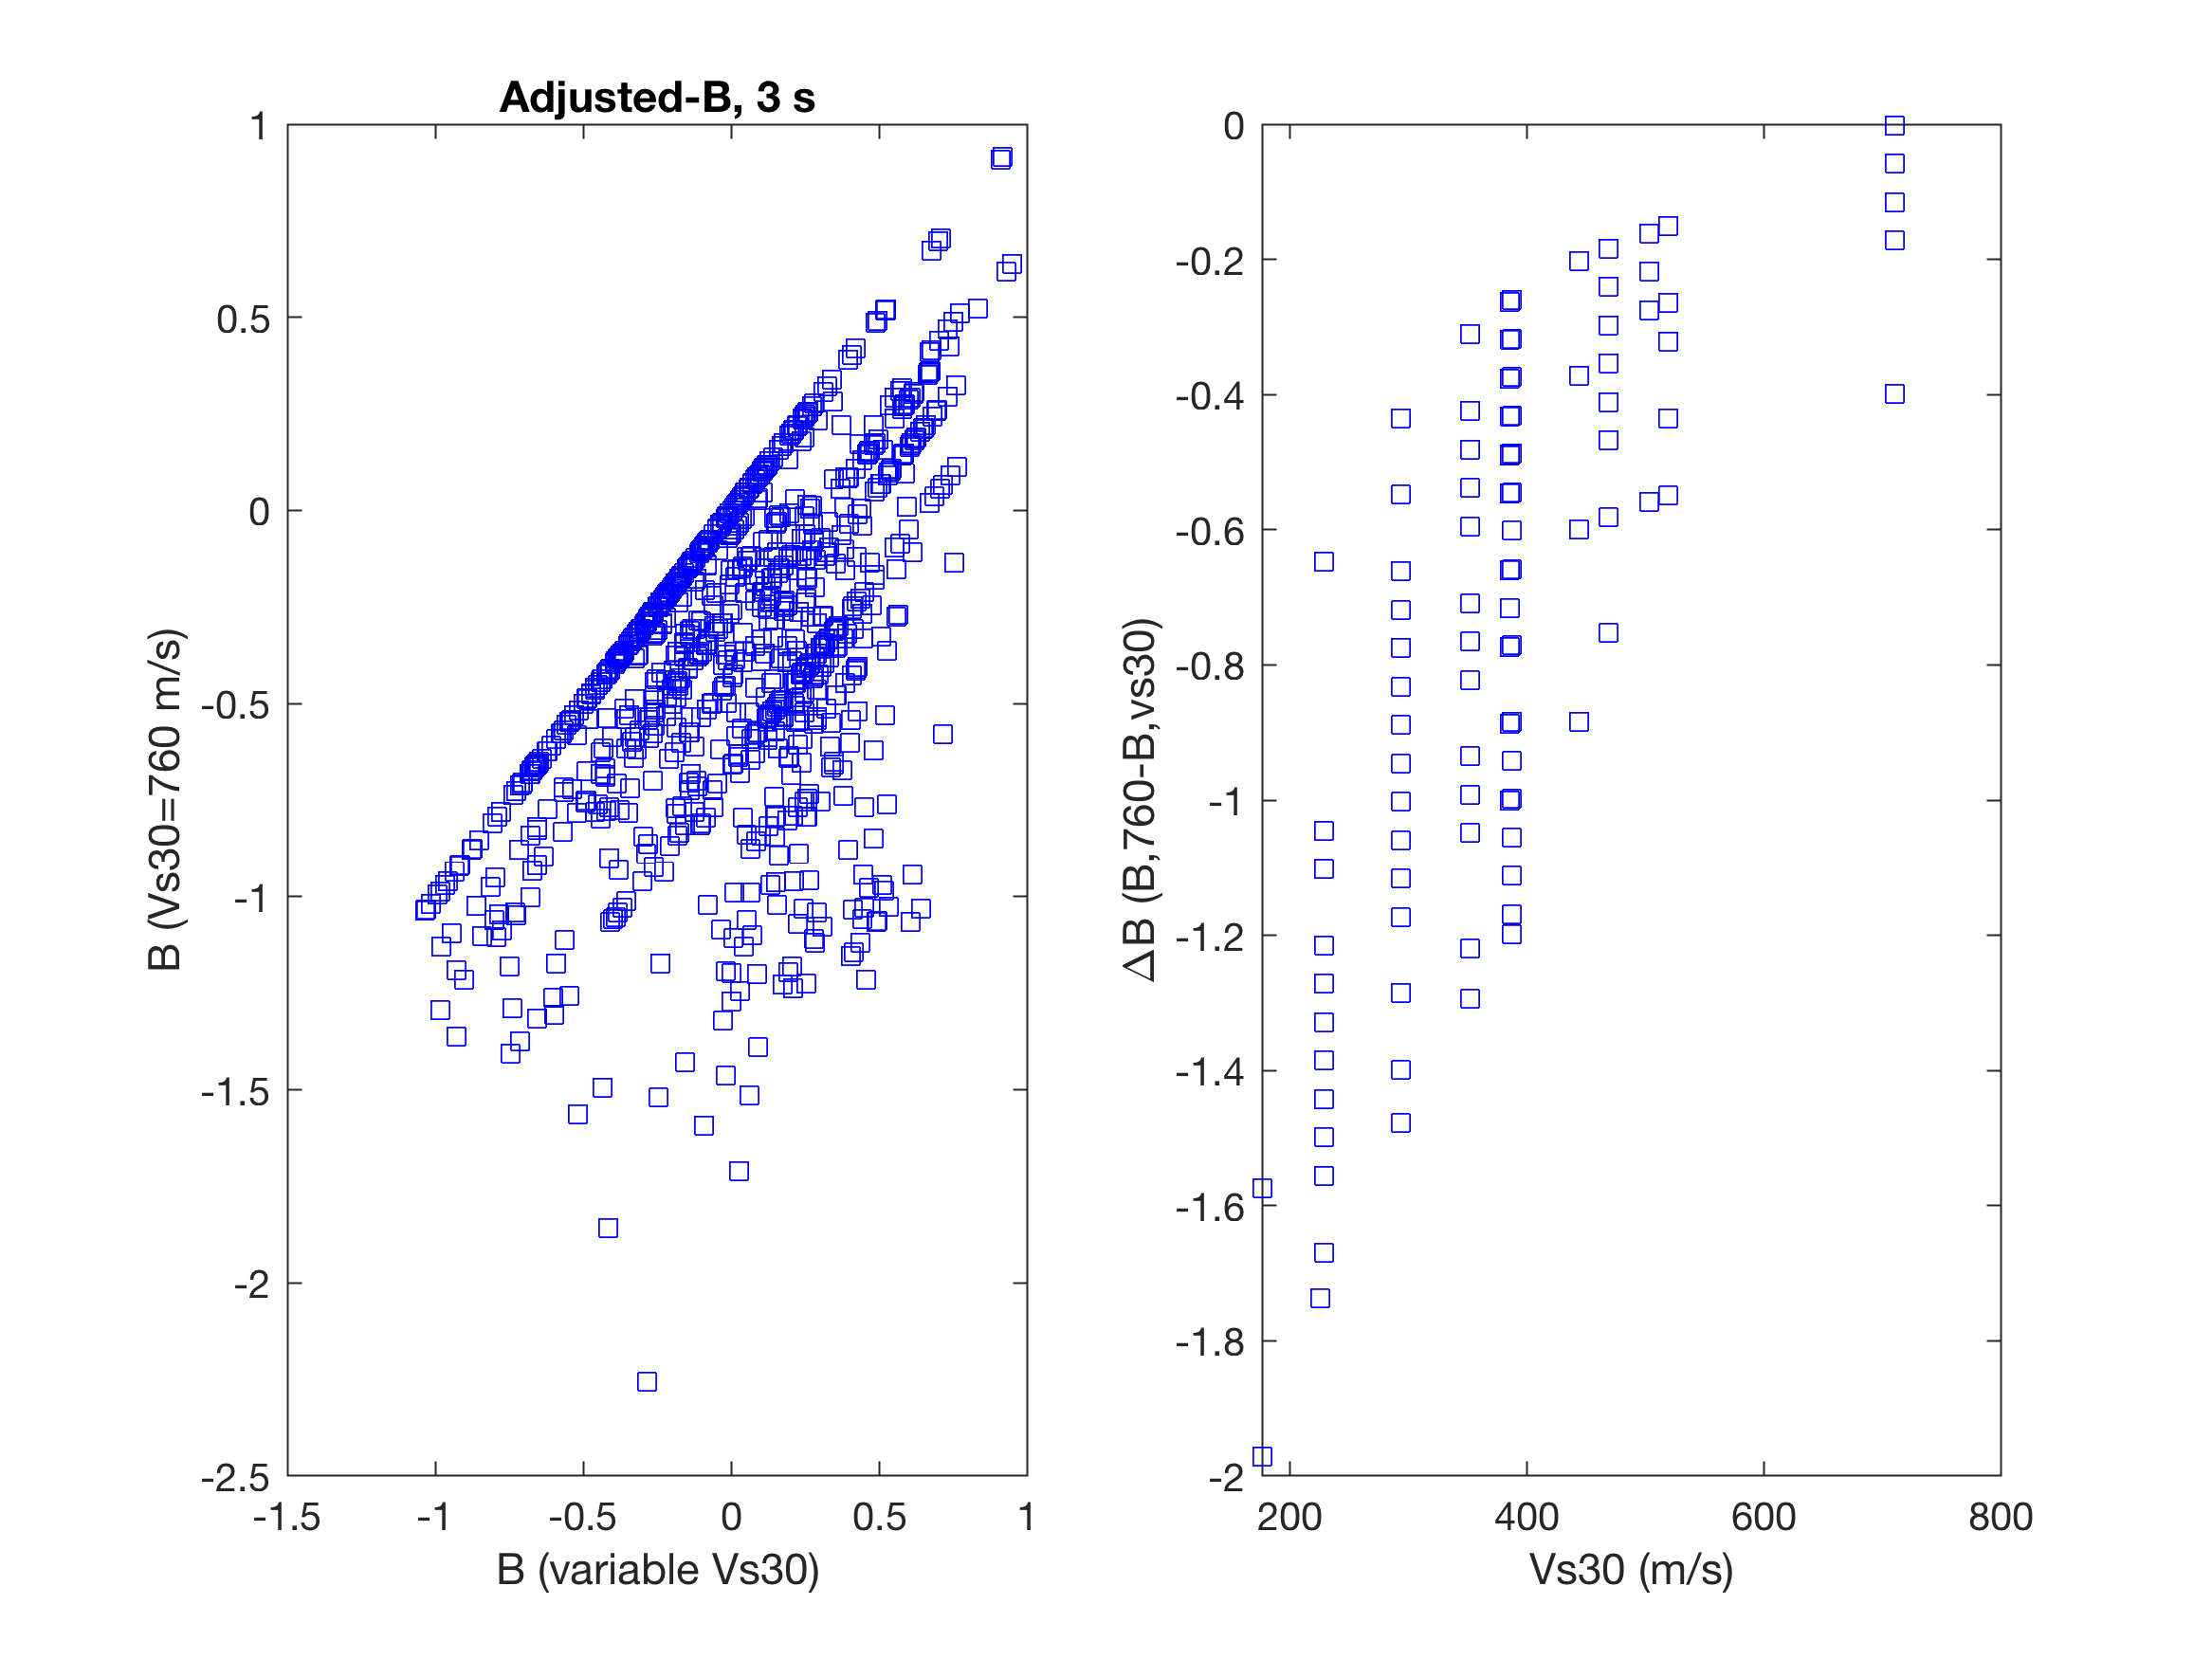 Adjusted-B, 3 s
1
0.5
0
-0.5
-1
-1.5
-2
-2.5
B (Vs30=760 m/s)
-1.5 -1 -0.5 0 0.5 1
B (variable Vs30)
0
-0.2
-0.4
-0.6
-0.8
-1
-1.2
-1.4
-1.6
-1.8
-2
ΔB (B,760-B,vs30)
200 400 600 800
Vs30 (m/s)